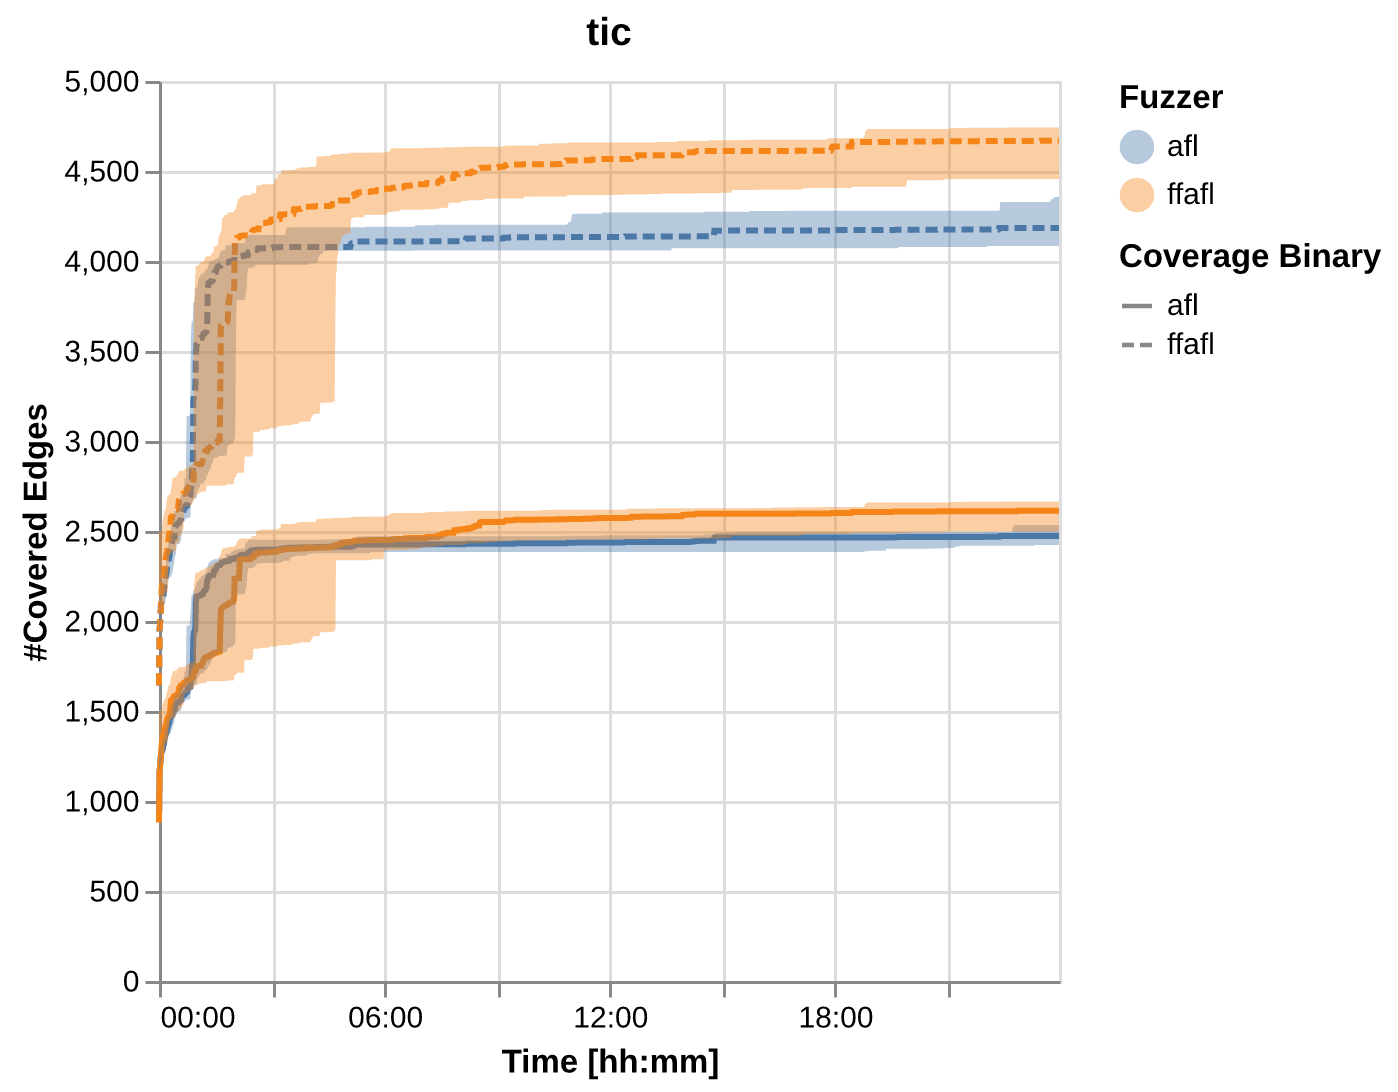 tic
#Covered Edges
5,000
4,500
4,000
3,500
3,000
2,500
2,000
1,500
1,000
500
0
00:00
06:00
12:00
18:00
Time [hh:mm]
Fuzzer
afl
ffafl
Coverage Binary
afl
ffafl